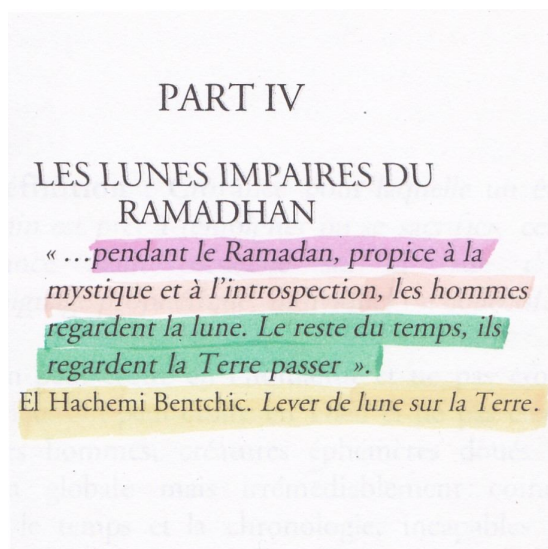 PART IV
LES LUNES IMPAIRES DU
RAMADHAN
« …pendant le Ramadan, propice à la
mystique et à l’introspection, les hommes
regardent la lune. Le reste du temps, ils
regardent la Terre passer ».
El Hachemi Bentchic. Lever de lune sur la Terre.